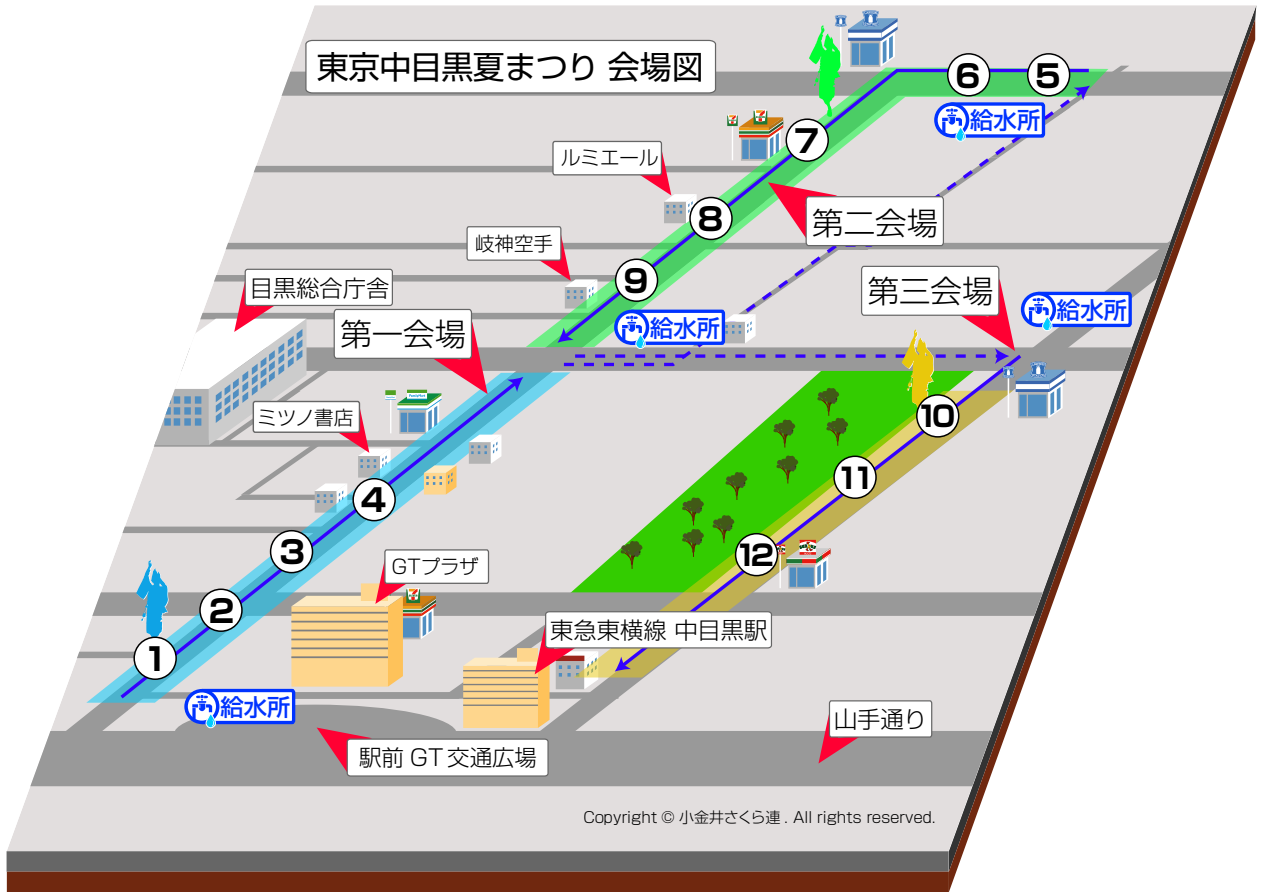 東京中目黒夏まつり 会場図
⑥
⑤
給水所
⑦
ルミエール
⑧
第二会場
岐神空手
⑨
目黒総合庁舎
第三会場
給水所
第一会場
給水所
ミツノ書店
FamilyMart
④
⑩
⑪
③
⑫
GTプラザ
②
東急東横線 中目黒駅
①
給水所
山手通り
駅前 GT 交通広場
Copyright © 小金井さくら連 . All rights reserved.